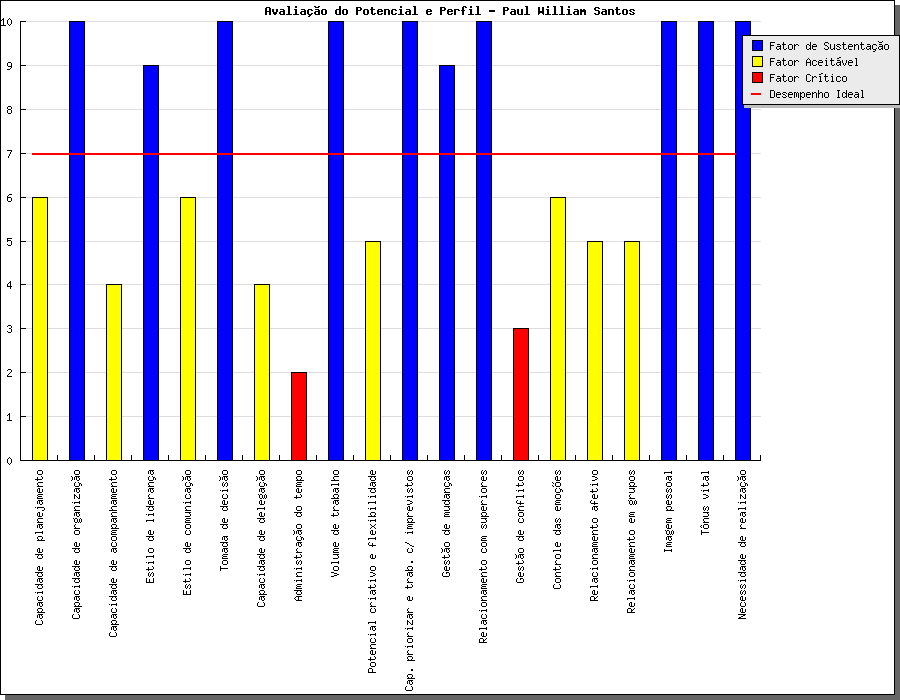 Avaliação do Potencial e Perfil - Paul William Santos
10
9
8
7
6
5
4
3
2
1
0
Fator de Sustentação
Fator Aceitável
Fator Crítico
Desempenho Ideal
Capacidade de planejamento
Capacidade de organização
Capacidade de acompanhamento
Estilo de liderança
Estilo de comunicação
Tomada de decisão
Capacidade de delegação
Administração do tempo
Volume de trabalho
Potencial criativo e flexibilidade
Cap. priorizar e trab. c/ imprevistos
Gestão de mudanças
Relacionamento com superiores
Gestão de conflitos
Controle das emoções
Relacionamento afetivo
Relacionamento em grupos
Imagem pessoal
Tônus vital
Necessidade de realização